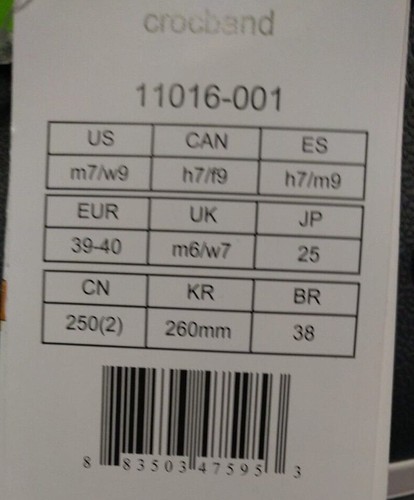 crocband
11016-001
US CAN ES
m7/w9 h7/f9 h7/m9
EUR UK JP
39-40 m6/w7 25
CN KR BR
250(2) 260mm 38
8 83503 47595 3